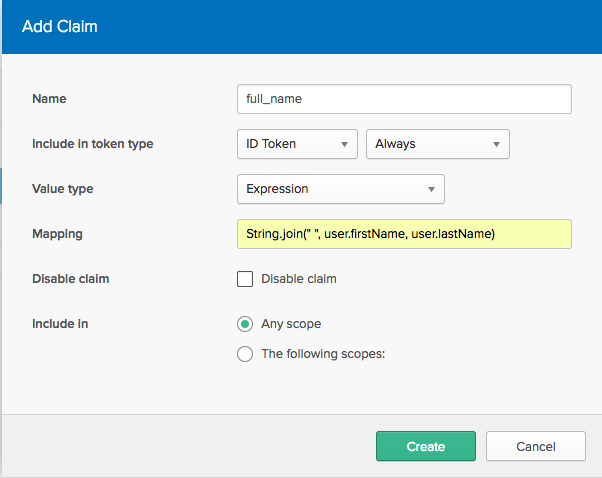 Add Claim
Name full_name
Include in token type ID Token Always
Value type Expression
Mapping String.join(" ", user.firstName, user.lastName)
Disable claim Disable claim
Include in Any scope
The following scopes:
Create Cancel